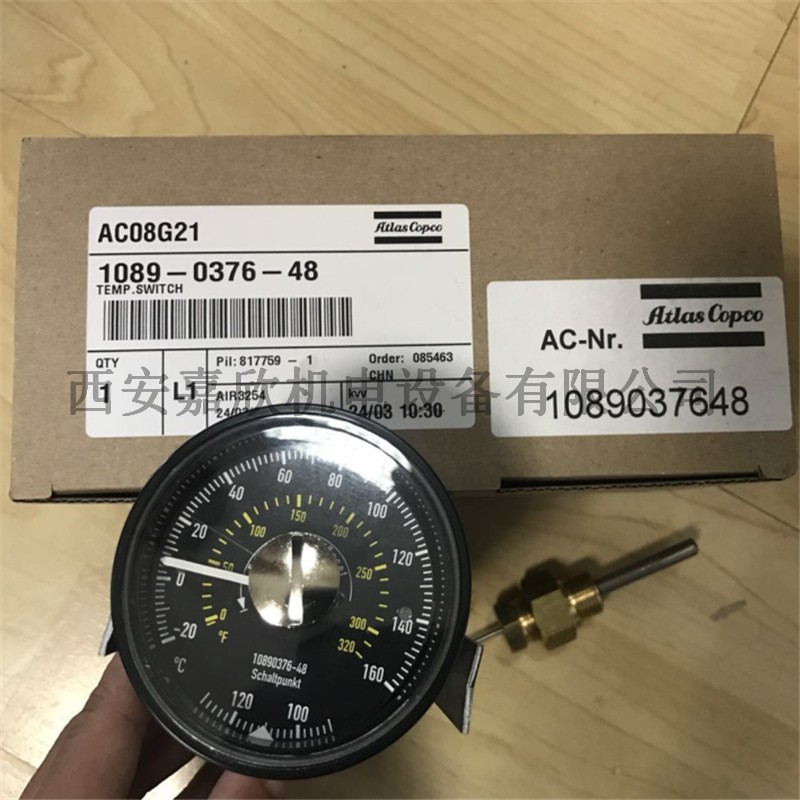 AC08G21
Atlas Copco
1089-0376-48
TEMP.SWITCH
QTY
1
L1
Pil:817759 - 1
Order: 085463
CHN
AIR3254
kvv
24/03 10:30
AC-Nr.
Atlas Copco
1089037648
西安嘉欣机电设备有限公司
-20 0 20 40 60 80 100 120 140 160
°C
0 50 100 150 200 250 300 320
°F
10890376-48
Schaltpunkt
120 100